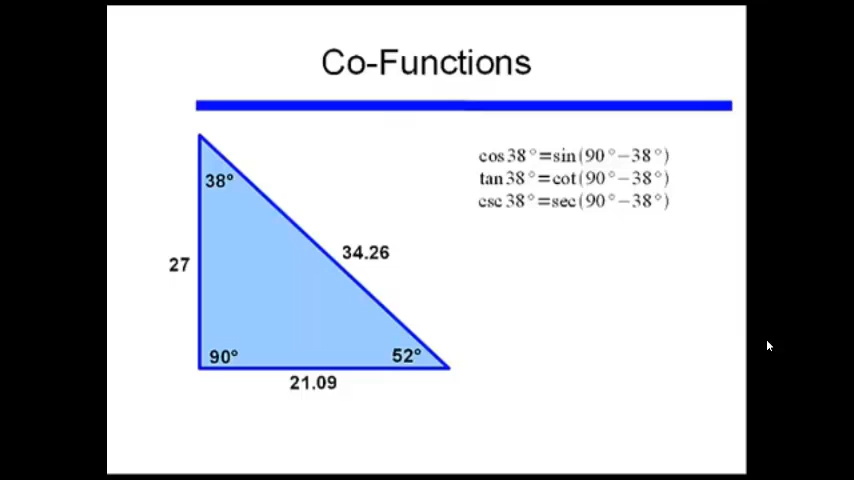 Co-Functions
cos 38°=sin(90°−38°)
tan 38°=cot(90°−38°)
csc 38°=sec(90°−38°)
38°
34.26
27
90°
52°
21.09